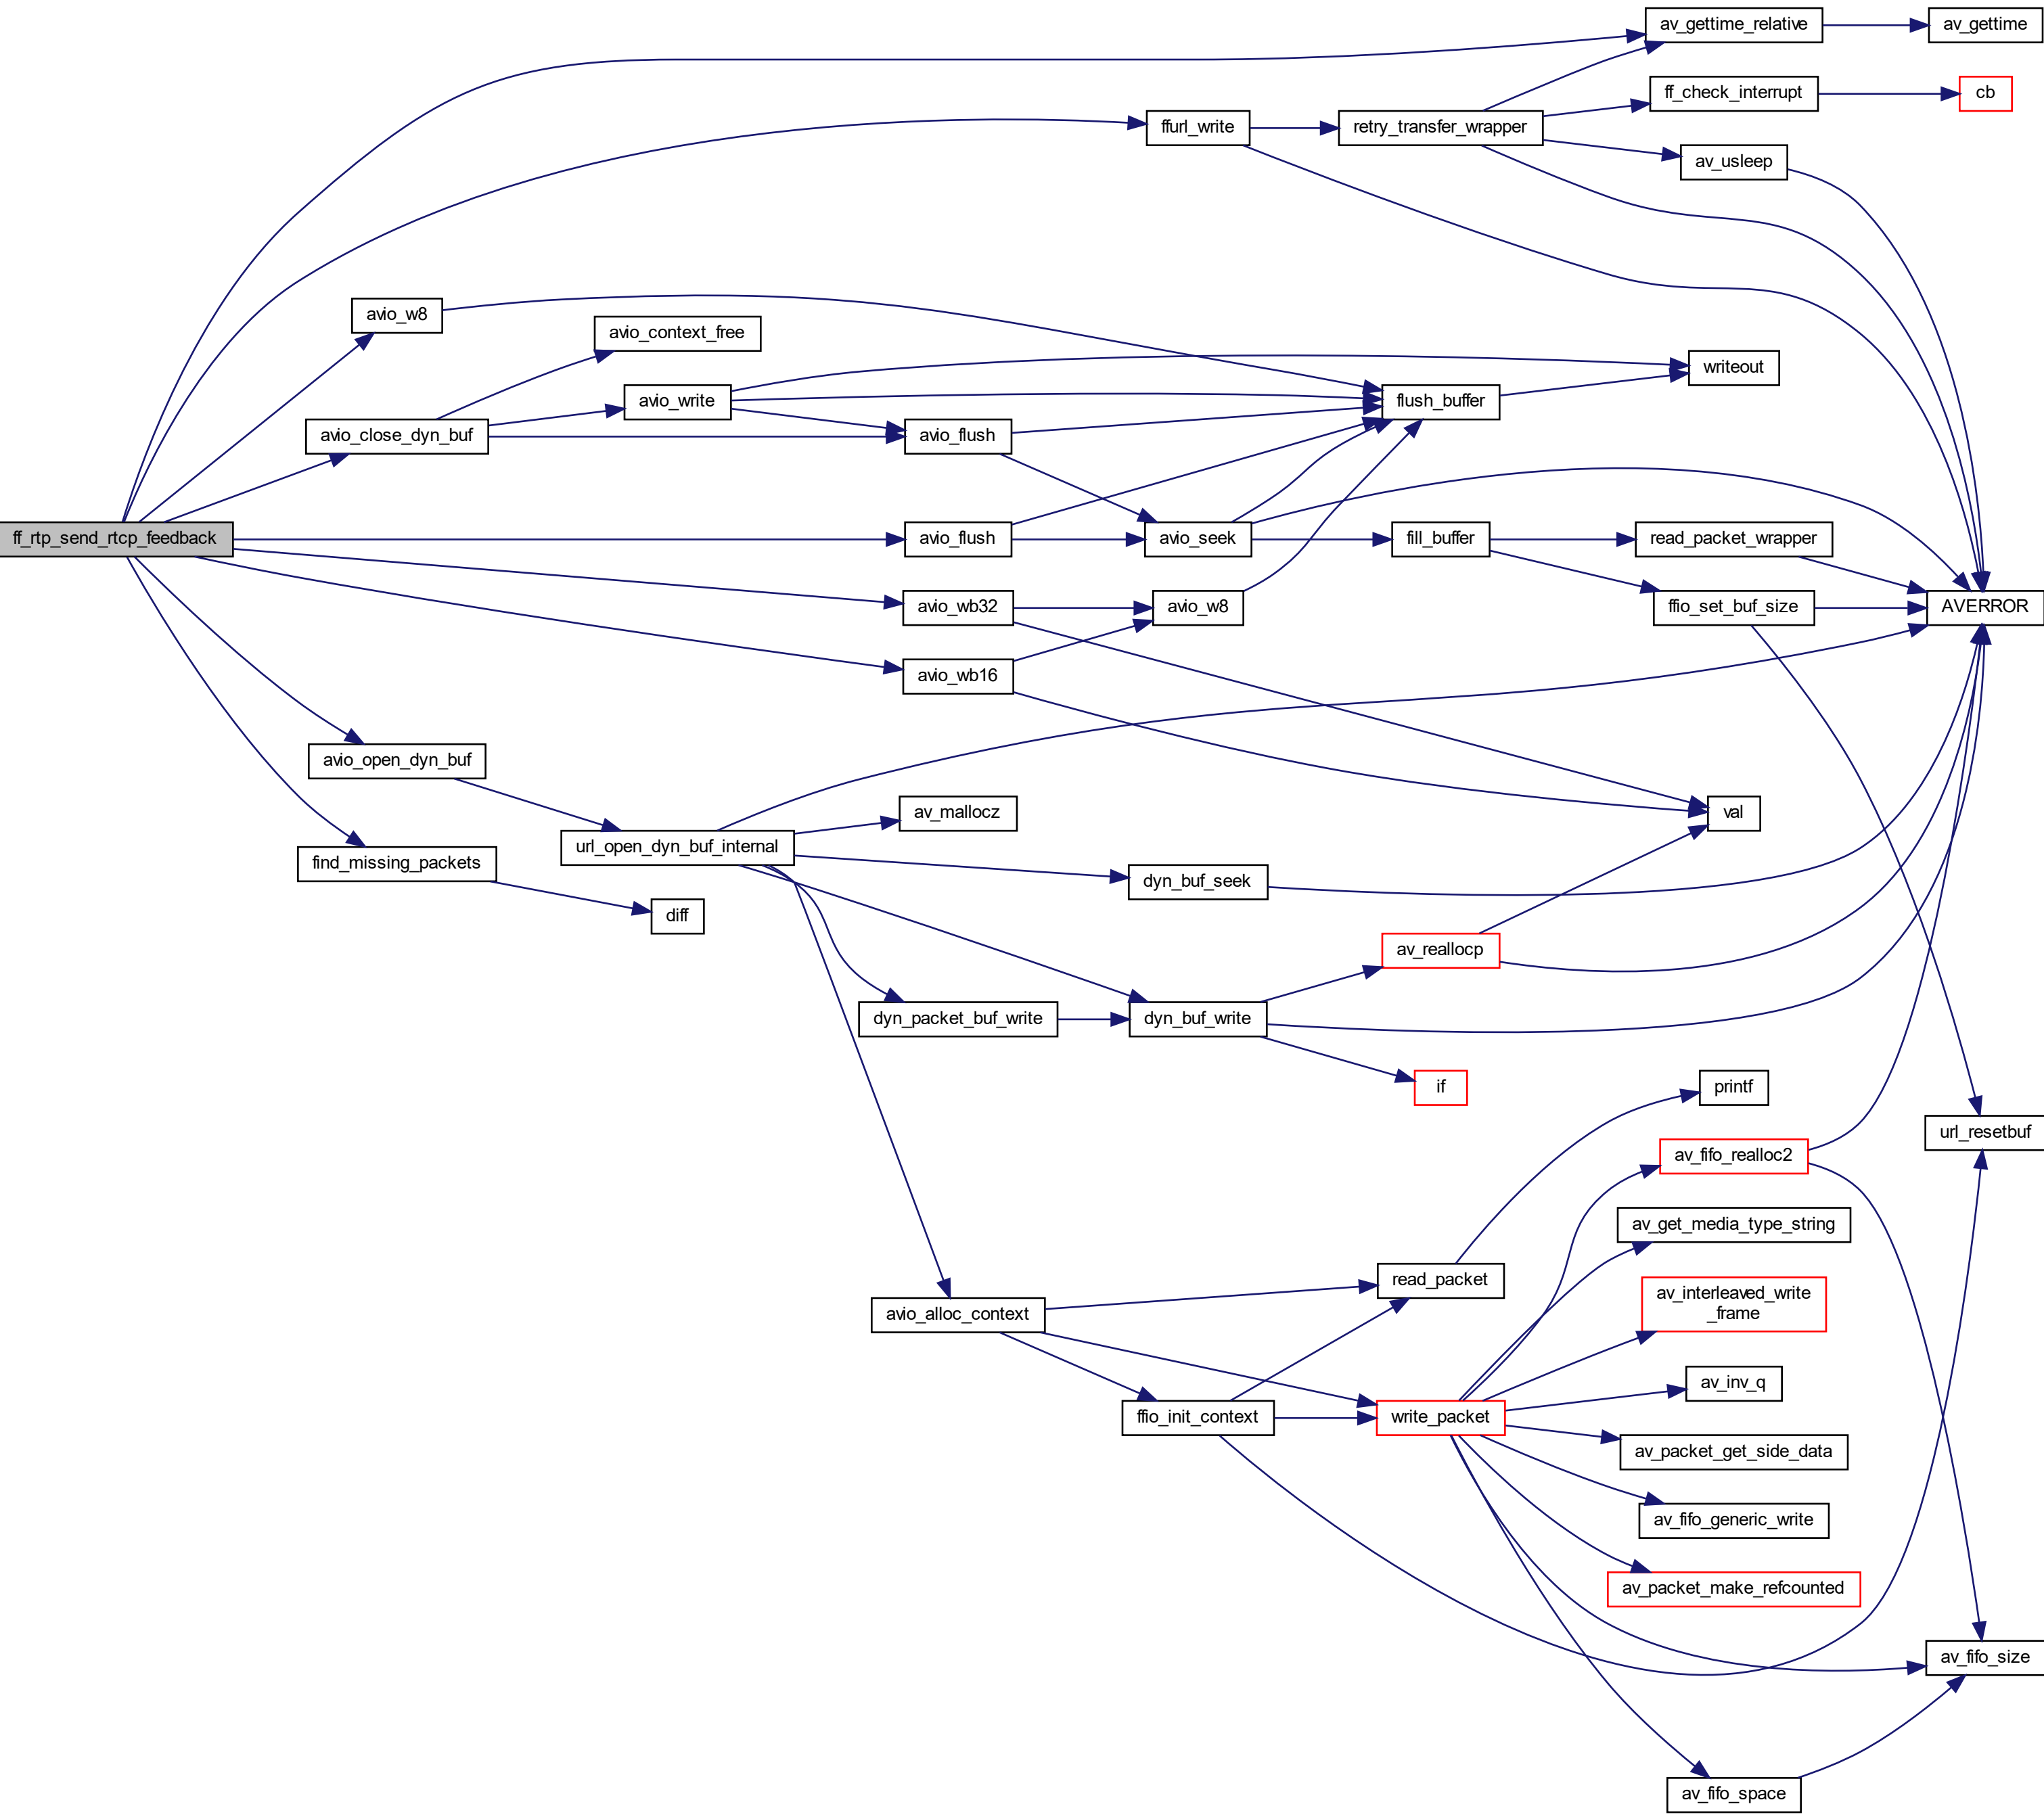 av_gettime_relative
av_gettime
ff_check_interrupt
cb
ffurl_write
retry_transfer_wrapper
av_usleep
avio_w8
avio_context_free
writeout
avio_write
flush_buffer
avio_close_dyn_buf
avio_flush
ff_rtp_send_rtcp_feedback
avio_flush
avio_seek
fill_buffer
read_packet_wrapper
avio_wb32
avio_w8
ffio_set_buf_size
AVERROR
avio_wb16
avio_open_dyn_buf
av_mallocz
val
url_open_dyn_buf_internal
find_missing_packets
dyn_buf_seek
diff
av_reallocp
dyn_packet_buf_write
dyn_buf_write
if
printf
url_resetbuf
av_fifo_realloc2
av_get_media_type_string
read_packet
av_interleaved_write
_frame
avio_alloc_context
av_inv_q
ffio_init_context
write_packet
av_packet_get_side_data
av_fifo_generic_write
av_packet_make_refcounted
av_fifo_size
av_fifo_space